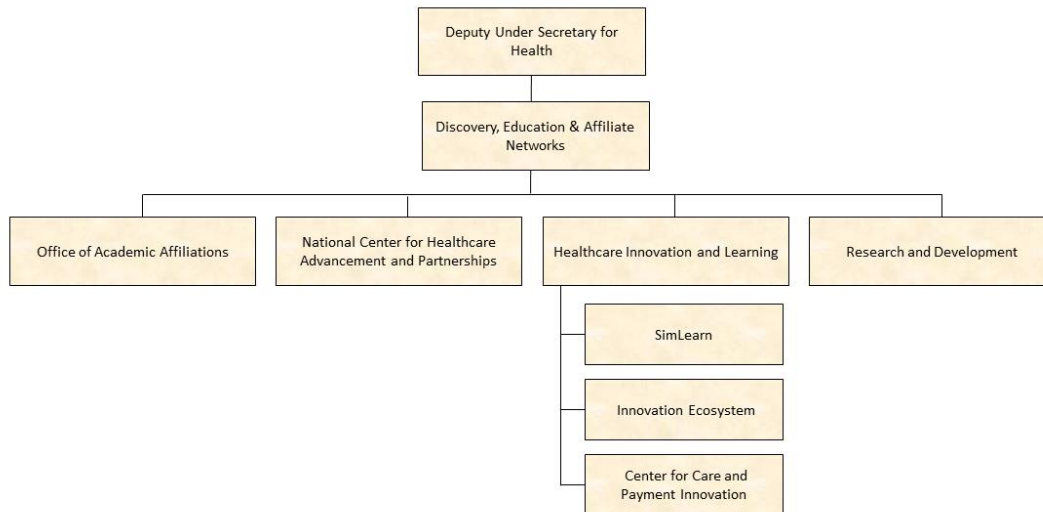 Deputy Under Secretary for
Health
Discovery, Education & Affiliate
Networks
Office of Academic Affiliations
National Center for Healthcare
Advancement and Partnerships
Healthcare Innovation and Learning
Research and Development
SimLearn
Innovation Ecosystem
Center for Care and
Payment Innovation